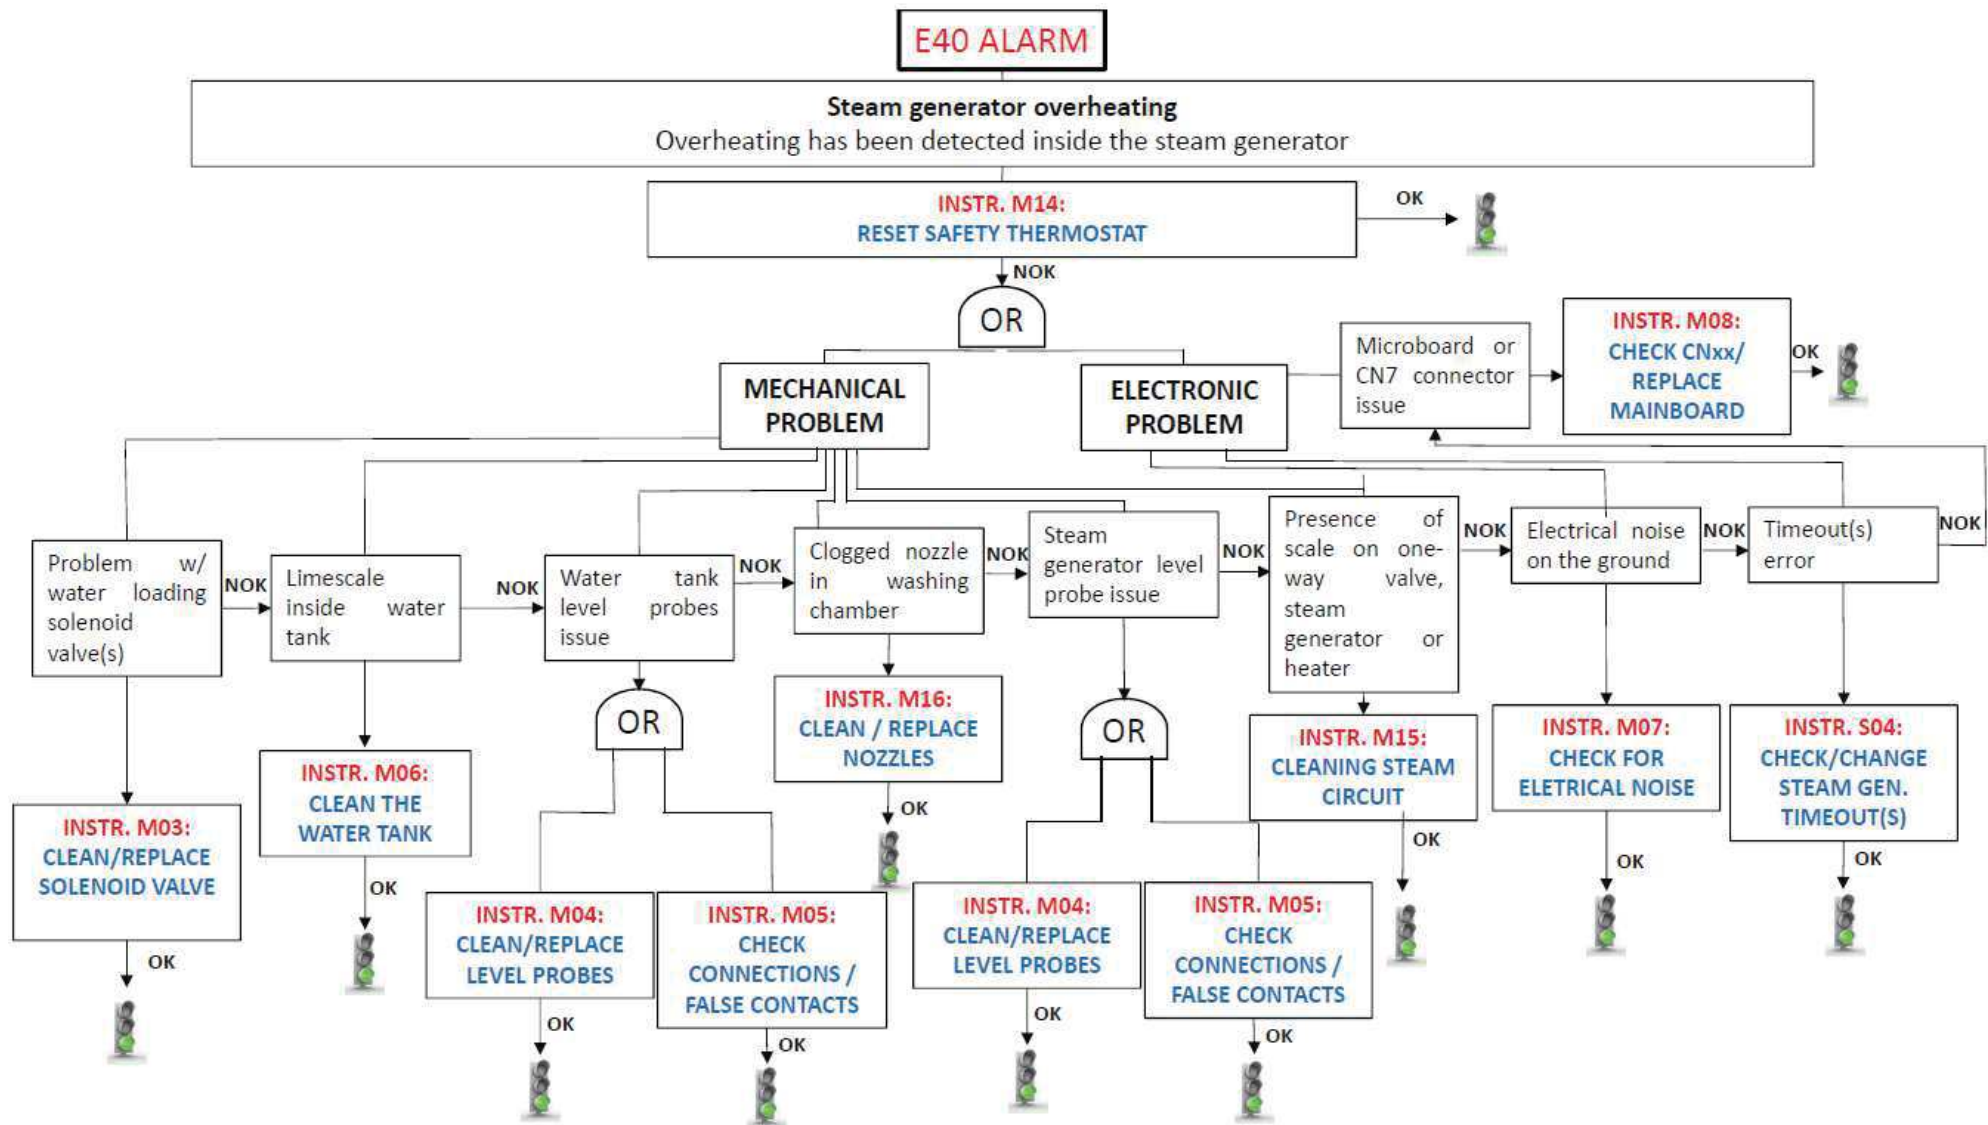 E40 ALARM
Steam generator overheating
Overheating has been detected inside the steam generator
INSTR. M14:
RESET SAFETY THERMOSTAT
OK
NOK
OR
MECHANICAL
PROBLEM
ELECTRONIC
PROBLEM
Microboard or
CN7 connector
issue
INSTR. M08:
CHECK CNxx/
REPLACE
MAINBOARD
OK
Problem w/
water loading
solenoid
valve(s)
NOK
Limescale
inside water
tank
NOK
Water tank
level probes
issue
NOK
Clogged nozzle
in washing
chamber
NOK
Steam
generator level
probe issue
NOK
Presence of
scale on one-
way valve,
steam
generator or
heater
NOK
Electrical noise
on the ground
NOK
Timeout(s)
error
NOK
INSTR. M03:
CLEAN/REPLACE
SOLENOID VALVE
OK
INSTR. M06:
CLEAN THE
WATER TANK
OK
OR
INSTR. M04:
CLEAN/REPLACE
LEVEL PROBES
OK
INSTR. M05:
CHECK
CONNECTIONS /
FALSE CONTACTS
OK
INSTR. M16:
CLEAN / REPLACE
NOZZLES
OK
OR
INSTR. M04:
CLEAN/REPLACE
LEVEL PROBES
OK
INSTR. M05:
CHECK
CONNECTIONS /
FALSE CONTACTS
OK
INSTR. M15:
CLEANING STEAM
CIRCUIT
OK
INSTR. M07:
CHECK FOR
ELETRICAL NOISE
OK
INSTR. S04:
CHECK/CHANGE
STEAM GEN.
TIMEOUT(S)
OK